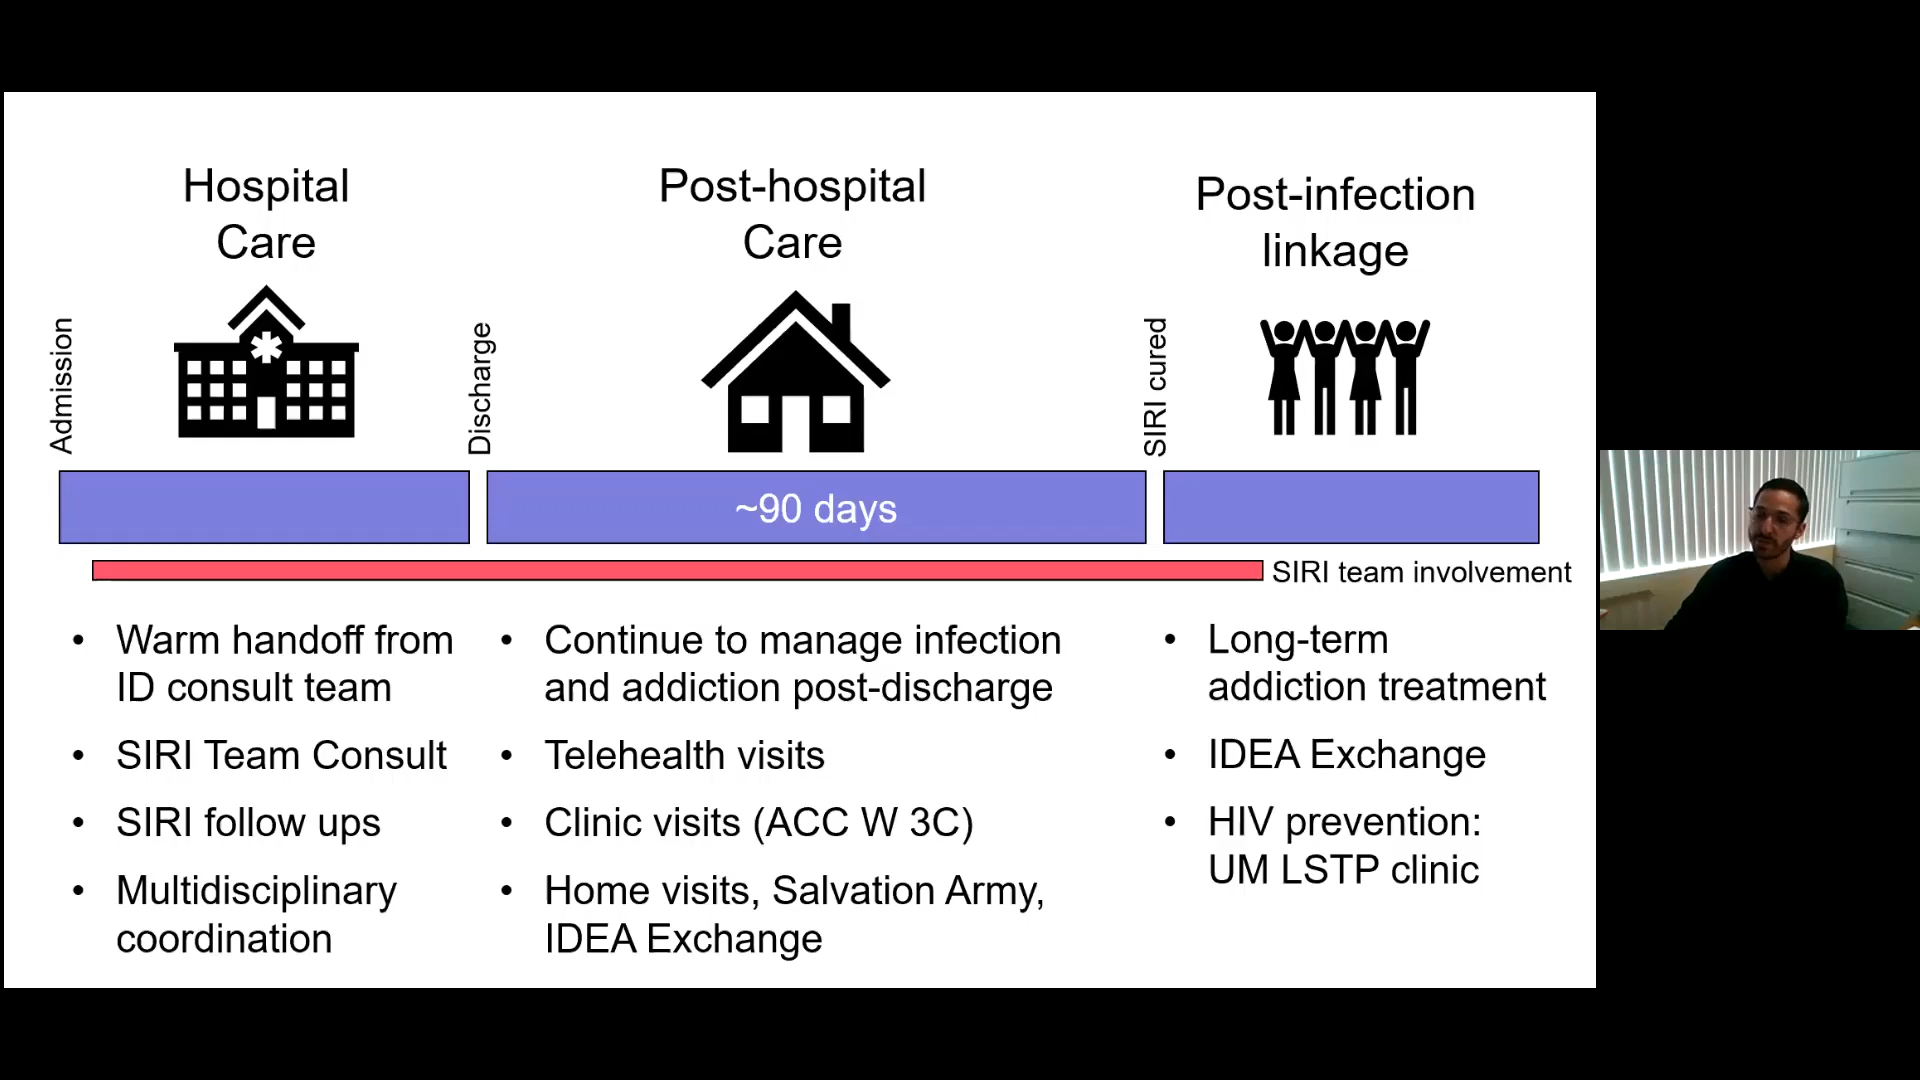 Hospital
Care
Post-hospital
Care
Post-infection
linkage
Admission
Discharge
SIRI cured
~90 days
SIRI team involvement
• Warm handoff from
ID consult team
• SIRI Team Consult
• SIRI follow ups
• Multidisciplinary
coordination
• Continue to manage infection
and addiction post-discharge
• Telehealth visits
• Clinic visits (ACC W 3C)
• Home visits, Salvation Army,
IDEA Exchange
• Long-term
addiction treatment
• IDEA Exchange
• HIV prevention:
UM LSTP clinic